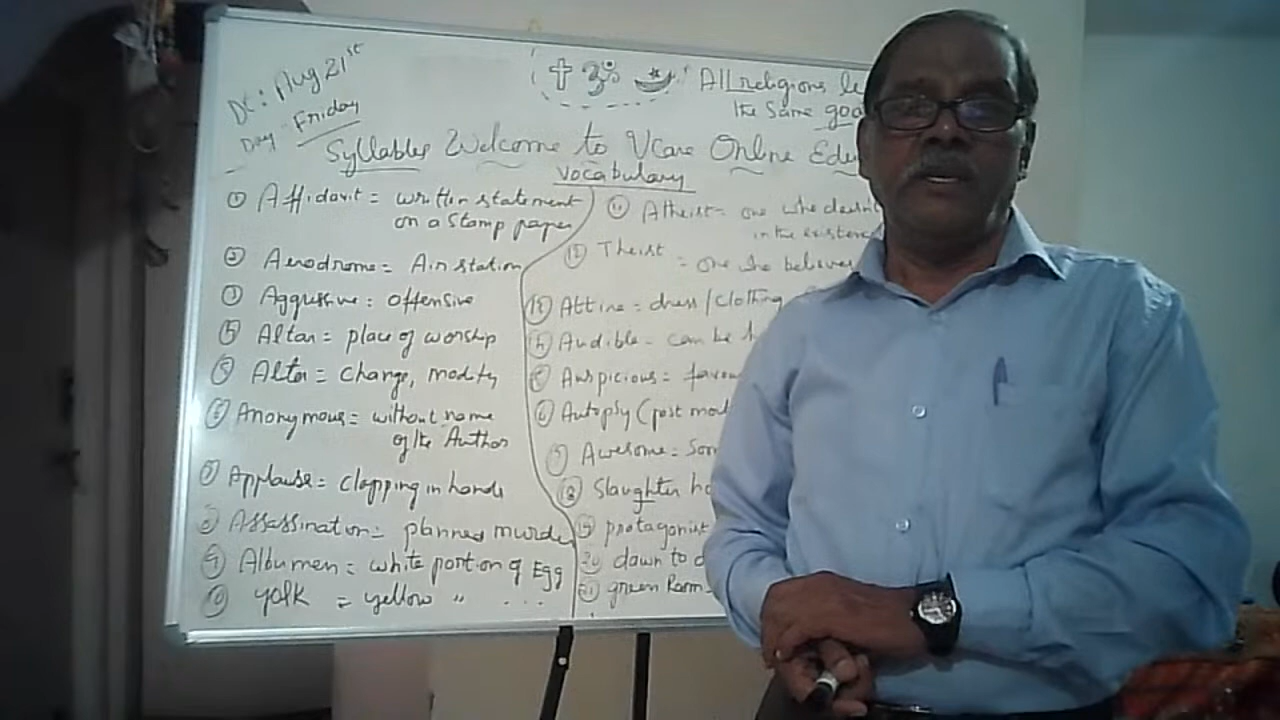 Dt: Aug 21st
Day Friday
ॐ All religions le
the same goa
Syllables Welcome to Vcare Online Edu
Vocabulary
① Affidavit = written statement
on a stamp paper
② Aerodrome = Air station
③ Aggressive = offensive
④ Altar = place of worship
⑤ Alter = change, modify
⑥ Anonymous = without name
of the Author
⑦ Applause = clapping in hands
⑧ Assassination = planned murder
⑨ Albumen = white portion of Egg
⑩ yolk = yellow " . . .
⑪ Atheist = one who doesn't
in the existence
⑫ Theist = one who believes
⑬ Attire = dress / clothing
⑭ Audible - can be h
⑮ Auspicious = favou
⑯ Autopsy (post mort
Awesome = Som
⑱ Slaughter ho
⑲ protagonist
⑳ dawn to d
㉑ green Room